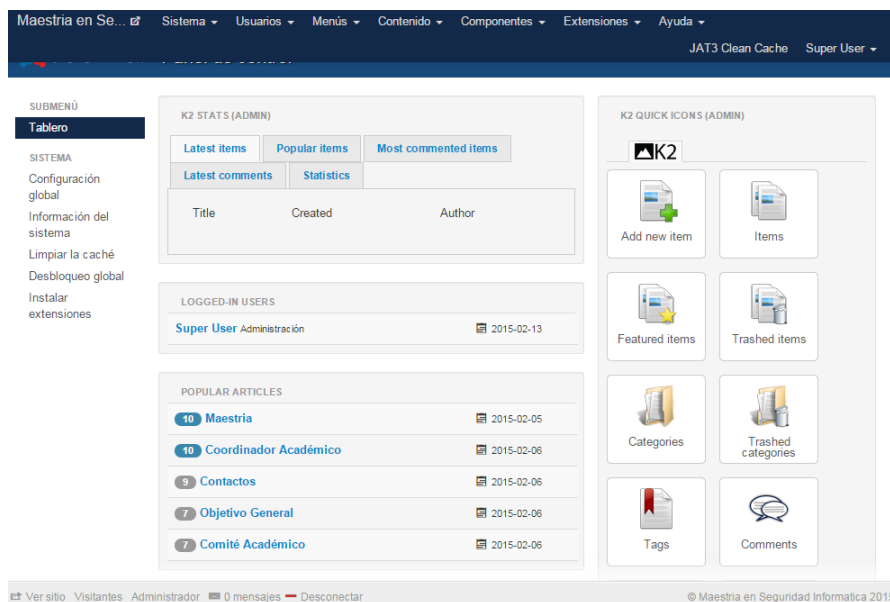 Maestria en Se... Sistema Usuarios Menús Contenido Componentes Extensiones Ayuda
JAT3 Clean Cache Super User
SUBMENÚ
Tablero
SISTEMA
Configuración
global
Información del
sistema
Limpiar la caché
Desbloqueo global
Instalar
extensiones
K2 STATS (ADMIN)
Latest items Popular items Most commented items
Latest comments Statistics
Title Created Author
LOGGED-IN USERS
Super User Administración 2015-02-13
POPULAR ARTICLES
10 Maestria 2015-02-05
10 Coordinador Académico 2015-02-06
9 Contactos 2015-02-06
7 Objetivo General 2015-02-06
7 Comité Académico 2015-02-06
K2 QUICK ICONS (ADMIN)
K2
Add new item Items
Featured items Trashed items
Categories Trashed
categories
Tags Comments
Ver sitio Visitantes Administrador 0 mensajes Desconectar
© Maestria en Seguridad Informatica 201